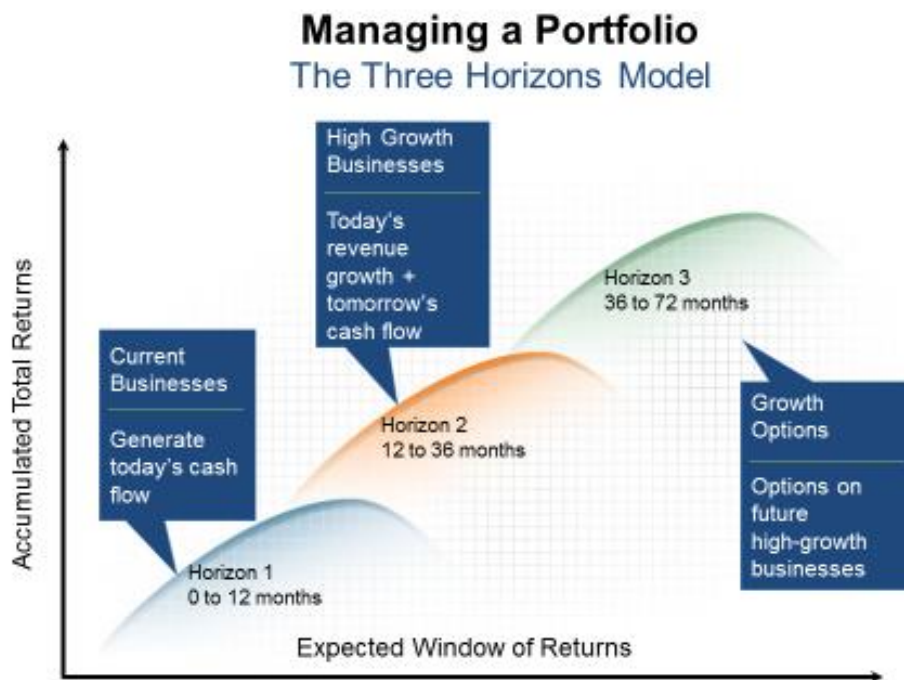 Managing a Portfolio
The Three Horizons Model
High Growth
Businesses
Today's
revenue
growth +
tomorrow's
cash flow
Current
Businesses
Generate
today's cash
flow
Horizon 3
36 to 72 months
Horizon 2
12 to 36 months
Growth
Options
Options on
future
high-growth
businesses
Horizon 1
0 to 12 months
Accumulated Total Returns
Expected Window of Returns